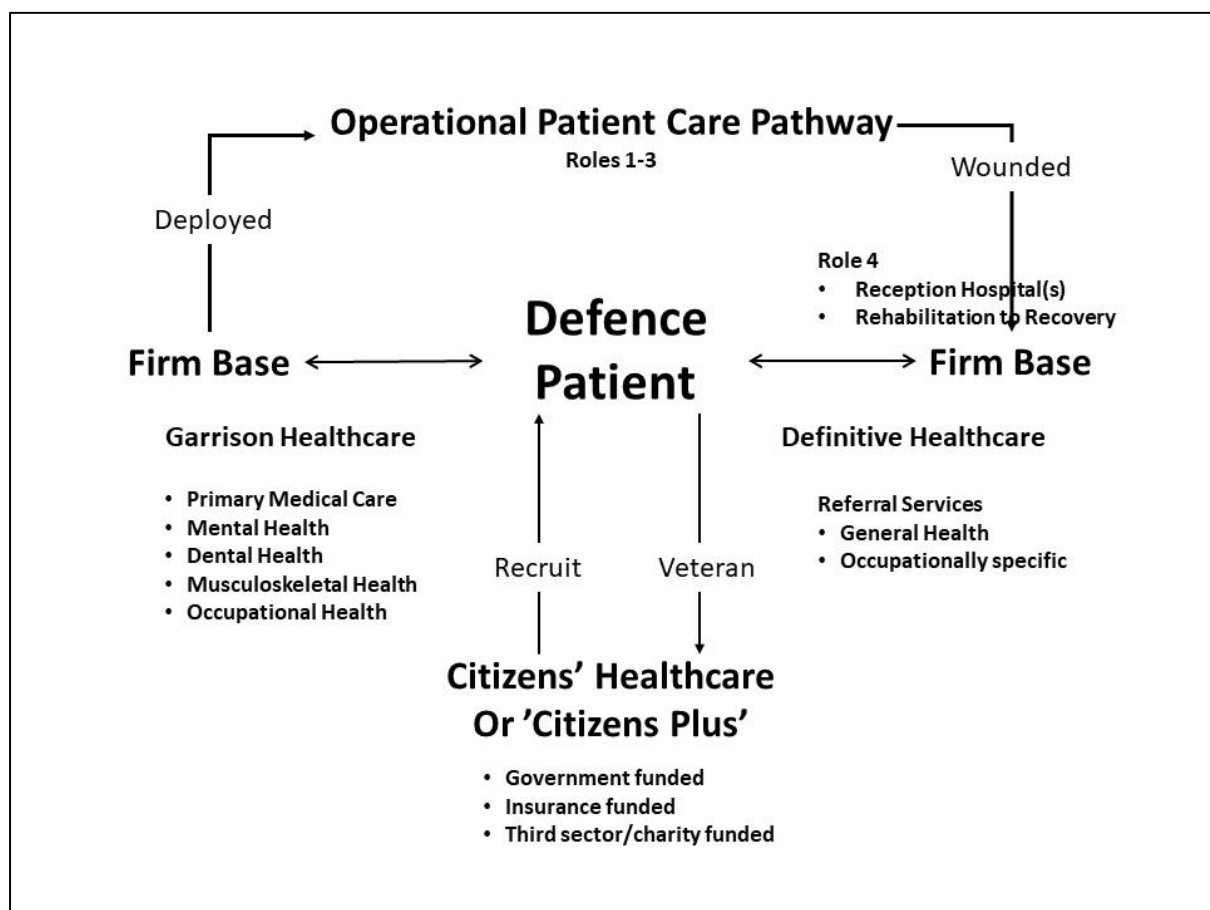 Operational Patient Care Pathway
Roles 1-3
Deployed
Wounded
Role 4
• Reception Hospital(s)
• Rehabilitation to Recovery
Defence
Patient
Firm Base
Firm Base
Garrison Healthcare
• Primary Medical Care
• Mental Health
• Dental Health
• Musculoskeletal Health
• Occupational Health
Definitive Healthcare
Referral Services
• General Health
• Occupationally specific
Recruit
Veteran
Citizens’ Healthcare
Or ’Citizens Plus’
• Government funded
• Insurance funded
• Third sector/charity funded